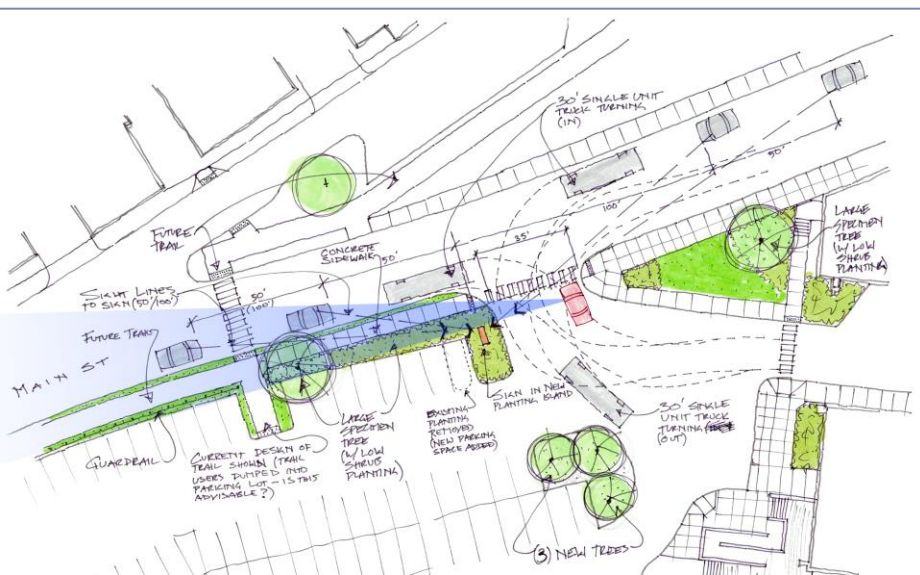 30' SINGLE UNIT
TRUCK TURNING
(IN)
50'
100'
35'
LARGE
SPECIMEN
TREE
W/ LOW
SHRUB
PLANTING
FUTURE
TRAIL
CONCRETE
SIDEWALK
50'
SIGHT LINES
TO SIGN (50'/100')
50'
(100')
FUTURE TRAIL
MAIN ST
GUARDRAIL
CURRENT DESIGN OF
TRAIL SHOWN (TRAIL
USERS DUMPED INTO
PARKING LOT - IS THIS
ADVISABLE?)
LARGE
SPECIMEN
TREE
(W/ LOW
SHRUB
PLANTING)
EXISTING
PLANTING
REMOVED
(NEW PARKING
SPACE ADDED)
SIGN IN NEW
PLANTING ISLAND
30' SINGLE
UNIT TRUCK
TURNING
(OUT)
(3) NEW TREES